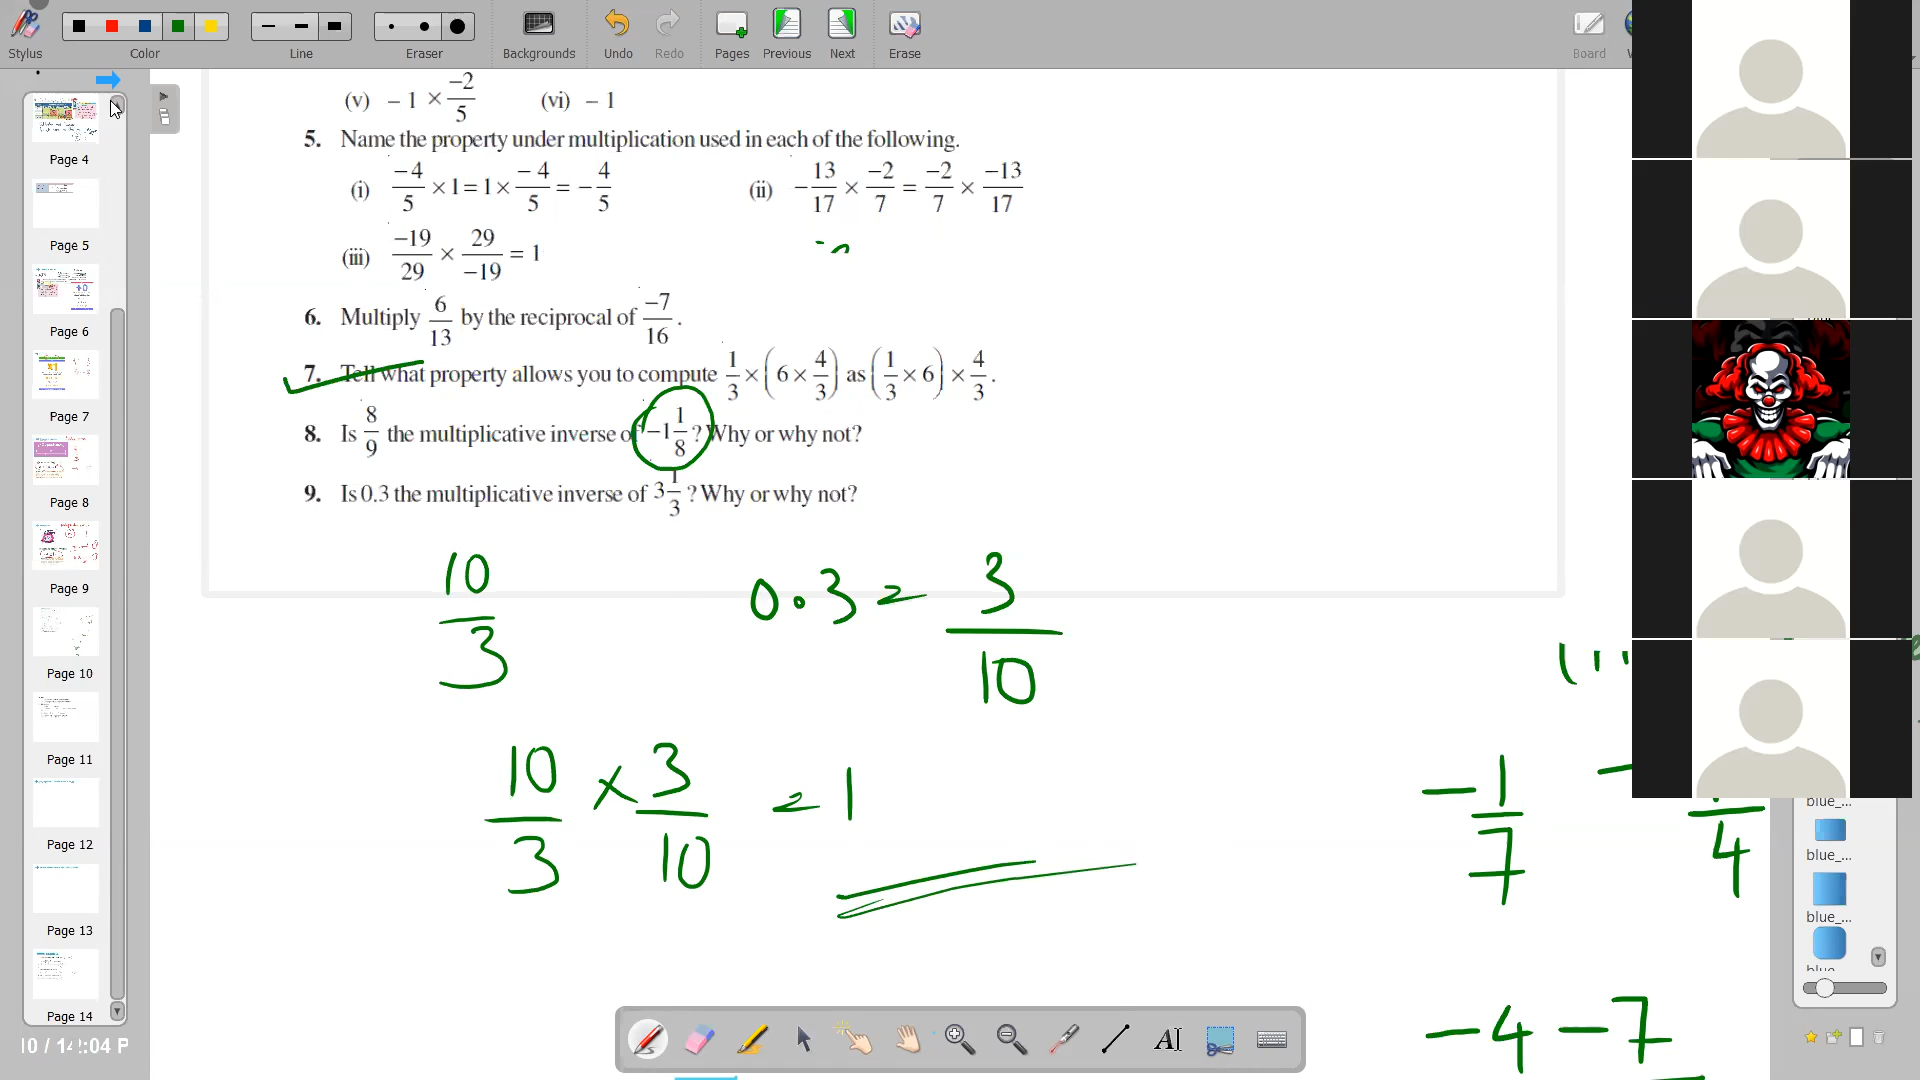 Stylus Color Line Eraser Backgrounds Undo Redo Pages Previous Next Erase Board
(v) – 1 × −2/5 (vi) – 1
5. Name the property under multiplication used in each of the following.
(i) −4/5 × 1 = 1 × −4/5 = −4/5 (ii) −13/17 × −2/7 = −2/7 × −13/17
(iii) −19/29 × 29/−19 = 1
6. Multiply 6/13 by the reciprocal of −7/16.
7. Tell what property allows you to compute 1/3 × (6 × 4/3) as (1/3 × 6) × 4/3.
8. Is 8/9 the multiplicative inverse of −1 1/8? Why or why not?
9. Is 0.3 the multiplicative inverse of 3 1/3? Why or why not?
10/3 0.3 = 3/10
10/3 × 3/10 = 1
−1/7
4
−4 −7
Page 4
Page 5
Page 6
Page 7
Page 8
Page 9
Page 10
Page 11
Page 12
Page 13
Page 14
blue_...
blue_...
blue_...